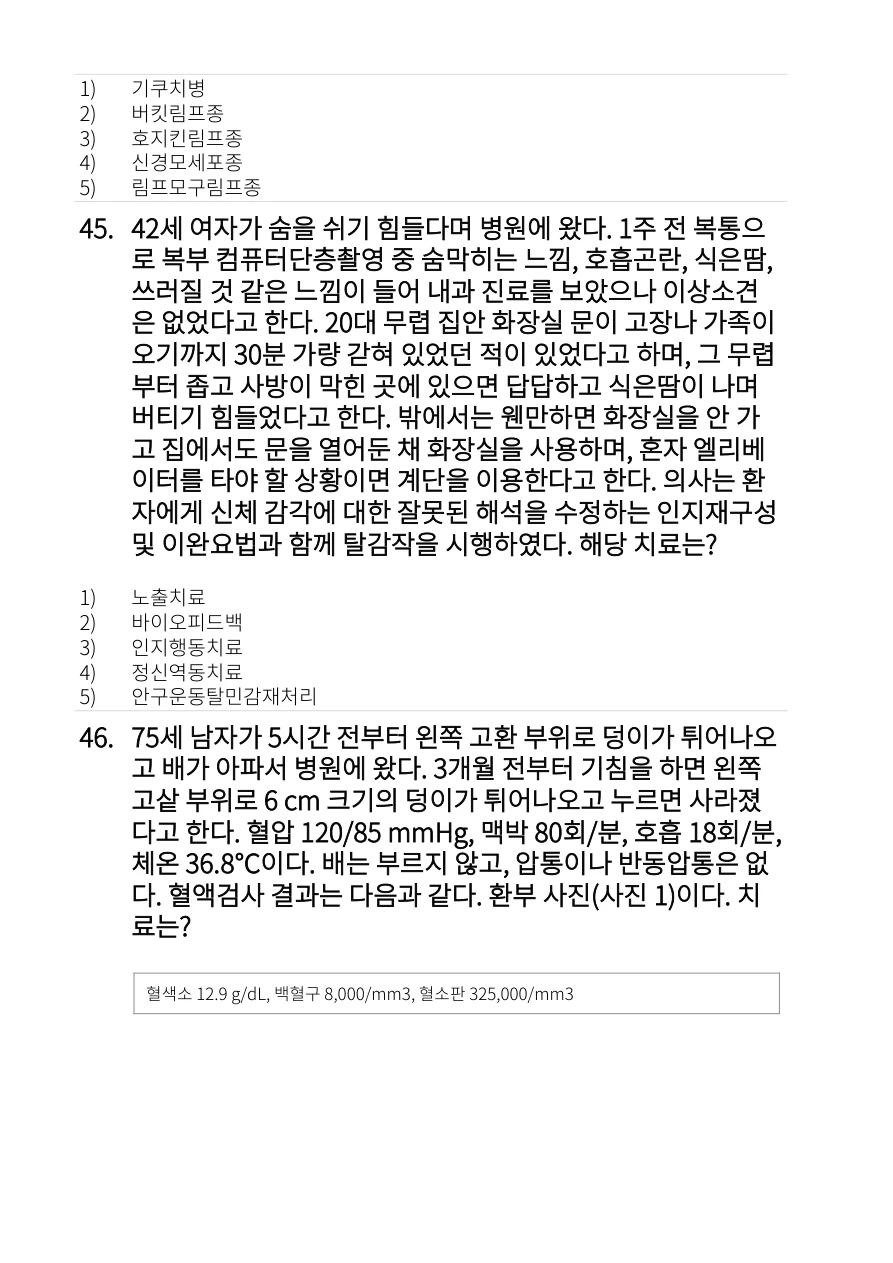 1) 기쿠치병
2) 버킷림프종
3) 호지킨림프종
4) 신경모세포종
5) 림프모구림프종
45. 42세 여자가 숨을 쉬기 힘들다며 병원에 왔다. 1주 전 복통으
로 복부 컴퓨터단층촬영 중 숨막히는 느낌, 호흡곤란, 식은땀,
쓰러질 것 같은 느낌이 들어 내과 진료를 보았으나 이상소견
은 없었다고 한다. 20대 무렵 집안 화장실 문이 고장나 가족이
오기까지 30분 가량 갇혀 있었던 적이 있었다고 하며, 그 무렵
부터 좁고 사방이 막힌 곳에 있으면 답답하고 식은땀이 나며
버티기 힘들었다고 한다. 밖에서는 웬만하면 화장실을 안 가
고 집에서도 문을 열어둔 채 화장실을 사용하며, 혼자 엘리베
이터를 타야 할 상황이면 계단을 이용한다고 한다. 의사는 환
자에게 신체 감각에 대한 잘못된 해석을 수정하는 인지재구성
및 이완요법과 함께 탈감작을 시행하였다. 해당 치료는?
1) 노출치료
2) 바이오피드백
3) 인지행동치료
4) 정신역동치료
5) 안구운동탈민감재처리
46. 75세 남자가 5시간 전부터 왼쪽 고환 부위로 덩이가 튀어나오
고 배가 아파서 병원에 왔다. 3개월 전부터 기침을 하면 왼쪽
고샅 부위로 6 cm 크기의 덩이가 튀어나오고 누르면 사라졌
다고 한다. 혈압 120/85 mmHg, 맥박 80회/분, 호흡 18회/분,
체온 36.8°C이다. 배는 부르지 않고, 압통이나 반동압통은 없
다. 혈액검사 결과는 다음과 같다. 환부 사진(사진 1)이다. 치
료는?
혈색소 12.9 g/dL, 백혈구 8,000/mm3, 혈소판 325,000/mm3